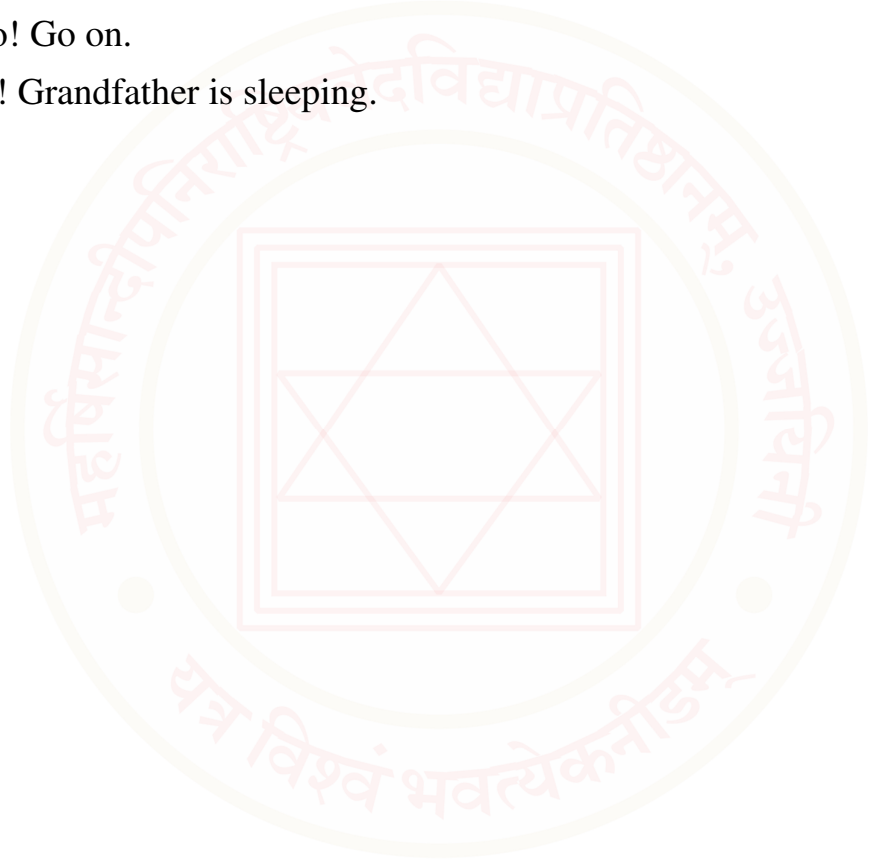 o! Go on.
! Grandfather is sleeping.
महर्षिसान्दीपनिराष्ट्रियवेदविद्याप्रतिष्ठानम्, उज्जयिनी
यत्र विश्वं भवत्येकनीडम्